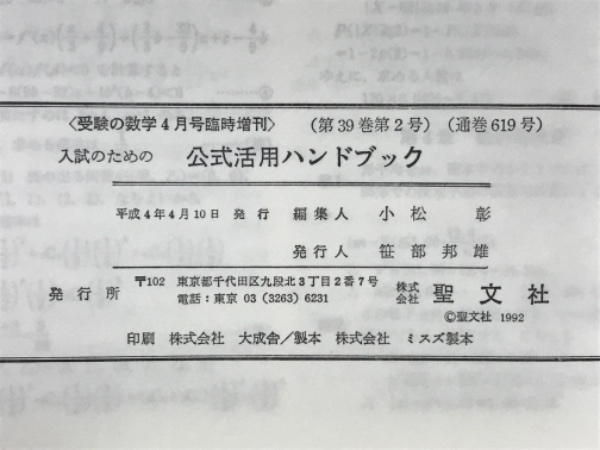 〈受験の数学4月号臨時増刊〉 (第39巻第2号) (通巻619号)
入試のための 公式活用ハンドブック
平成4年4月10日 発行 編集人 小松 彰
発行人 笹部邦雄
発行所 〒102 東京都千代田区九段北3丁目2番7号 株式会社 聖文社
電話:東京 03 (3263) 6231
©聖文社 1992
印刷 株式会社 大成舎/製本 株式会社 ミスズ製本